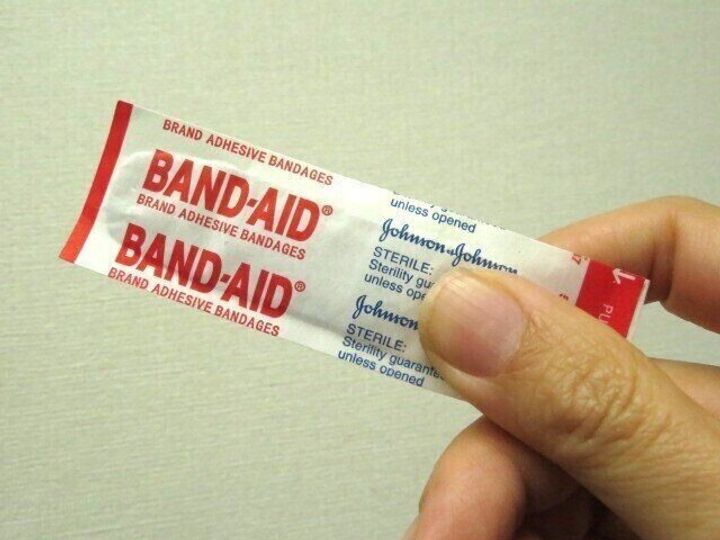 BRAND ADHESIVE BANDAGES
BAND-AID®
BRAND ADHESIVE BANDAGES
BAND-AID®
BRAND ADHESIVE BANDAGES
unless opened
Johnson & Johnson
STERILE:
Sterility
unless
Johnson
STERILE:
Sterility
unless opened